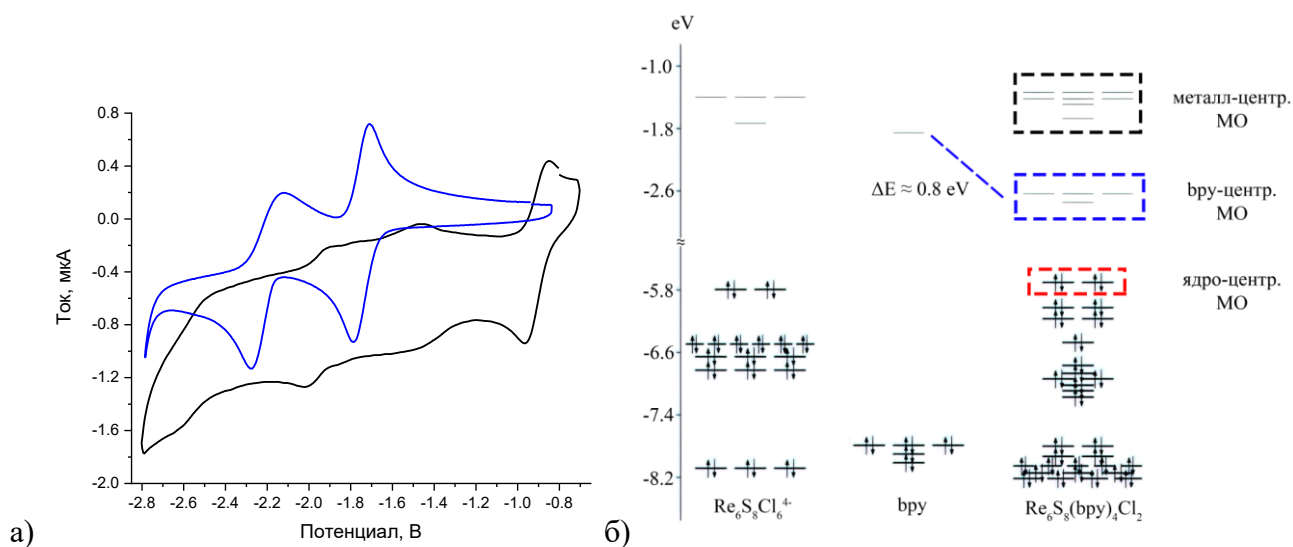 а)
Ток, мкА
0.8
0.4
0.0
-0.4
-0.8
-1.2
-1.6
-2.0
-2.8 -2.6 -2.4 -2.2 -2.0 -1.8 -1.6 -1.4 -1.2 -1.0 -0.8
Потенциал, В
б)
eV
-1.0
-1.8
-2.6
≈
-5.8
-6.6
-7.4
-8.2
ΔE ≈ 0.8 eV
металл-центр.
МО
bpy-центр.
МО
ядро-центр.
МО
Re₆S₈Cl₆⁴⁻ bpy Re₆S₈(bpy)₄Cl₂